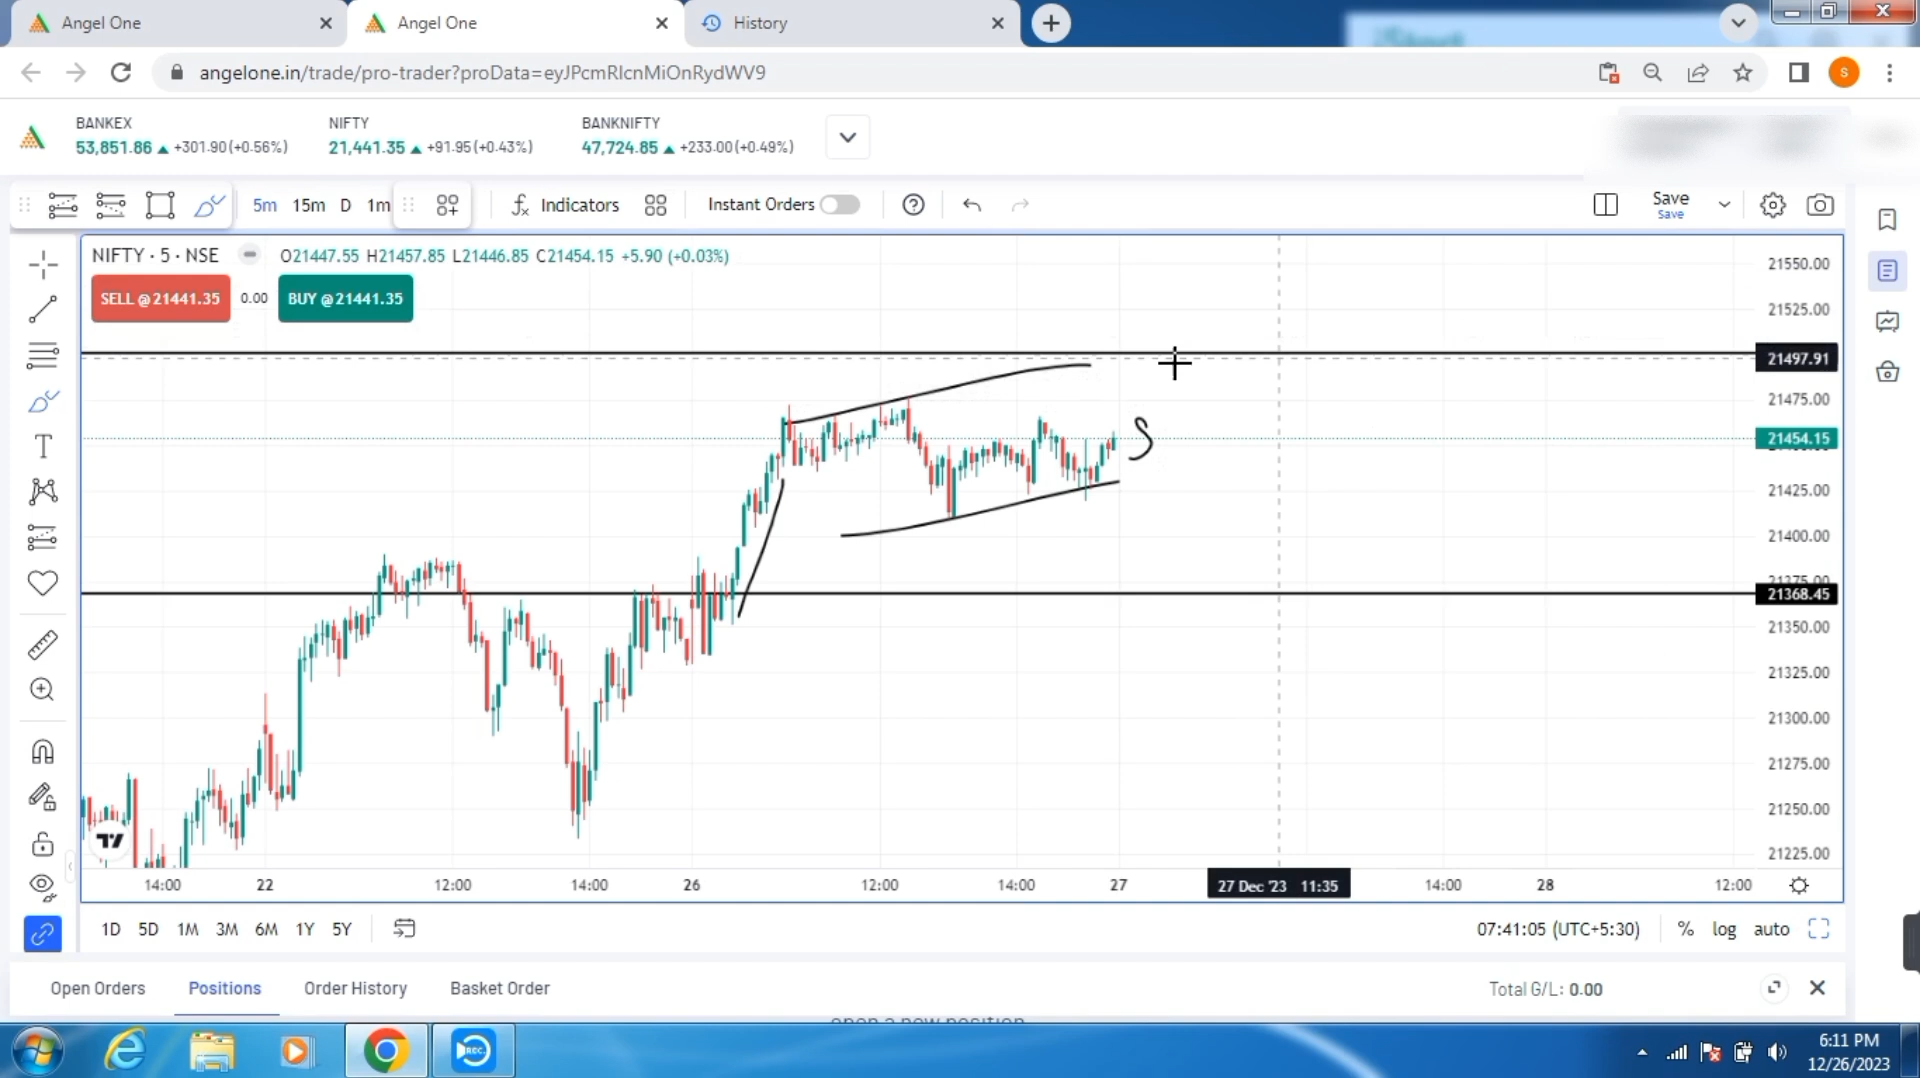 Angel One
Angel One
History
angelone.in/trade/pro-trader?proData=eyJPcmRlcnMiOnRydWV9
S
BANKEX
53,851.86 ▲ +301.90(+0.56%)
NIFTY
21,441.35 ▲ +91.95(+0.43%)
BANKNIFTY
47,724.85 ▲ +233.00(+0.49%)
5m 15m D 1m
Indicators
Instant Orders
Save
Save
NIFTY · 5 · NSE
O21447.55 H21457.85 L21446.85 C21454.15 +5.90 (+0.03%)
SELL @ 21441.35
0.00
BUY @ 21441.35
21550.00
21525.00
21497.91
21475.00
21454.15
21425.00
21400.00
21375.00
21368.45
21350.00
21325.00
21300.00
21275.00
21250.00
21225.00
14:00 22 12:00 14:00 26 12:00 14:00 27 27 Dec '23 11:35 14:00 28 12:00
1D 5D 1M 3M 6M 1Y 5Y
07:41:05 (UTC+5:30)
% log auto
Open Orders Positions Order History Basket Order
Total G/L: 0.00
open a new position
REC
6:11 PM
12/26/2023